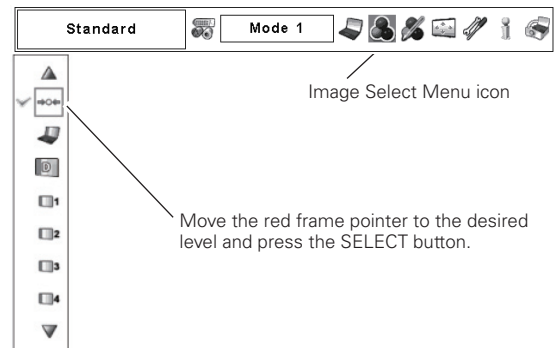 Standard
Mode 1
Image Select Menu icon
D
1
2
3
4
Move the red frame pointer to the desired
level and press the SELECT button.